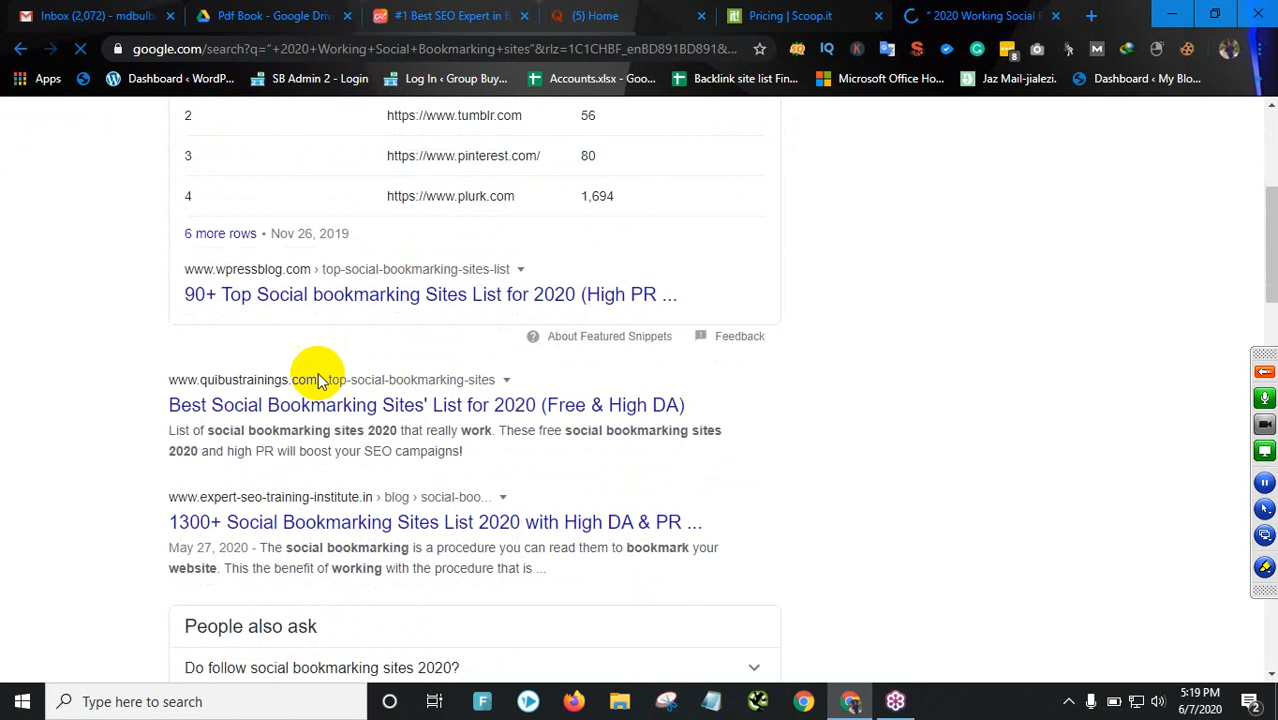 Inbox (2,072) - mdbulb
Pdf Book - Google Driv
#1 Best SEO Expert in B
(5) Home
Pricing | Scoop.it
" 2020 Working Social B
google.com/search?q="+2020+Working+Social+Bookmarking+sites"&rlz=1C1CHBF_enBD891BD891&...
Apps
Dashboard ‹ WordP...
SB Admin 2 - Login
Log In ‹ Group Buy...
Accounts.xlsx - Goo...
Backlink site list Fin...
Microsoft Office Ho...
Jaz Mail-jialezi.
Dashboard ‹ My Blo...
2 https://www.tumblr.com 56
3 https://www.pinterest.com/ 80
4 https://www.plurk.com 1,694
6 more rows • Nov 26, 2019
www.wpressblog.com › top-social-bookmarking-sites-list
90+ Top Social bookmarking Sites List for 2020 (High PR ...
About Featured Snippets Feedback
www.quibustrainings.com › top-social-bookmarking-sites
Best Social Bookmarking Sites' List for 2020 (Free & High DA)
List of social bookmarking sites 2020 that really work. These free social bookmarking sites
2020 and high PR will boost your SEO campaigns!
www.expert-seo-training-institute.in › blog › social-boo...
1300+ Social Bookmarking Sites List 2020 with High DA & PR ...
May 27, 2020 - The social bookmarking is a procedure you can read them to bookmark your
website. This the benefit of working with the procedure that is ...
People also ask
Do follow social bookmarking sites 2020?
Type here to search
5:19 PM
6/7/2020
2